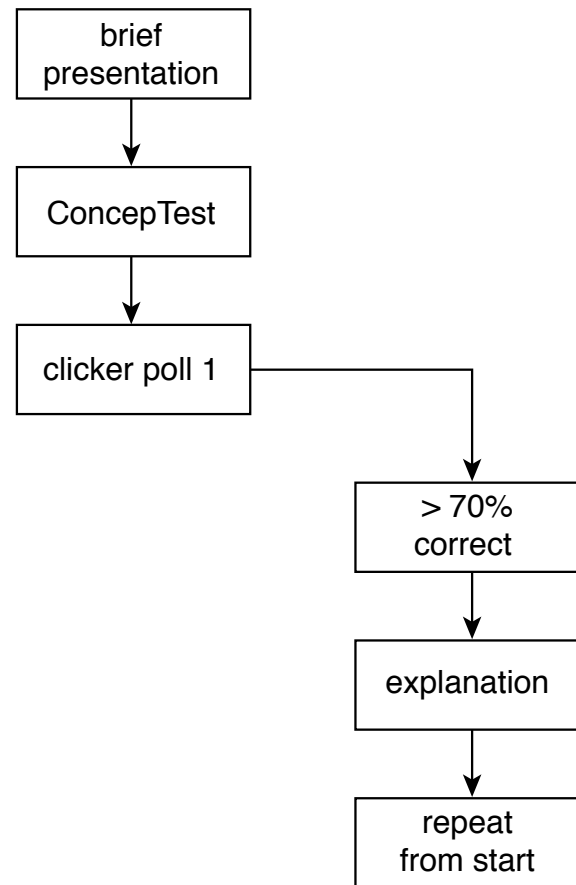 brief
presentation
ConcepTest
clicker poll 1
> 70%
correct
explanation
repeat
from start